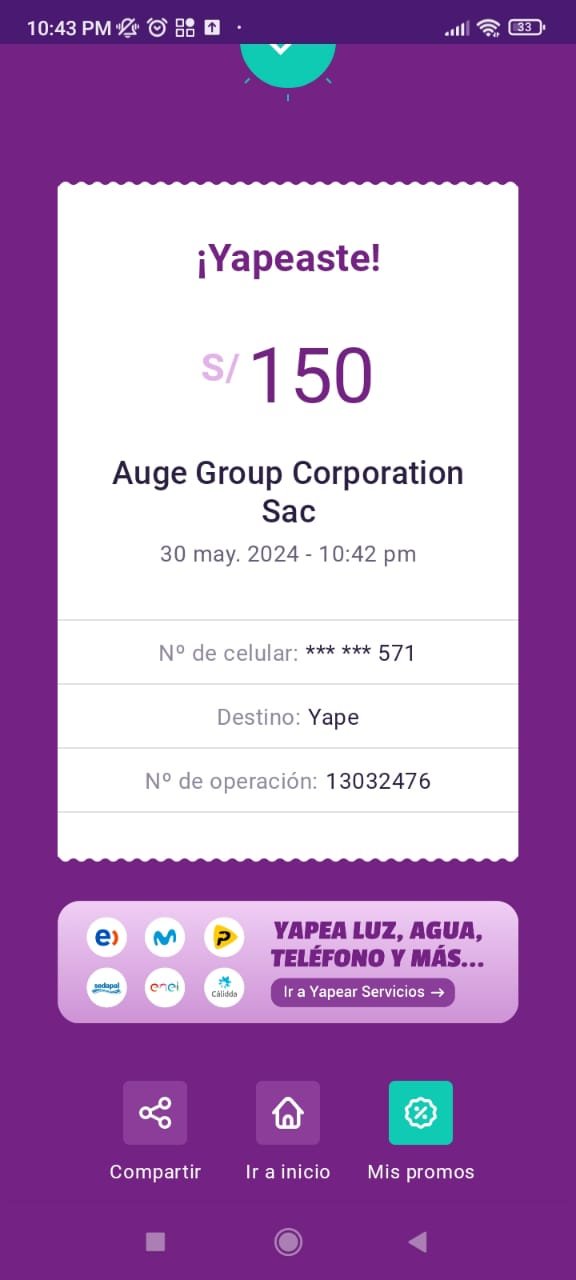 10:43 PM
33
¡Yapeaste!
S/ 150
Auge Group Corporation
Sac
30 may. 2024 - 10:42 pm
Nº de celular: *** *** 571
Destino: Yape
Nº de operación: 13032476
e)
P
sedapal
enel
Cálidda
YAPEA LUZ, AGUA,
TELÉFONO Y MÁS...
Ir a Yapear Servicios →
Compartir
Ir a inicio
Mis promos